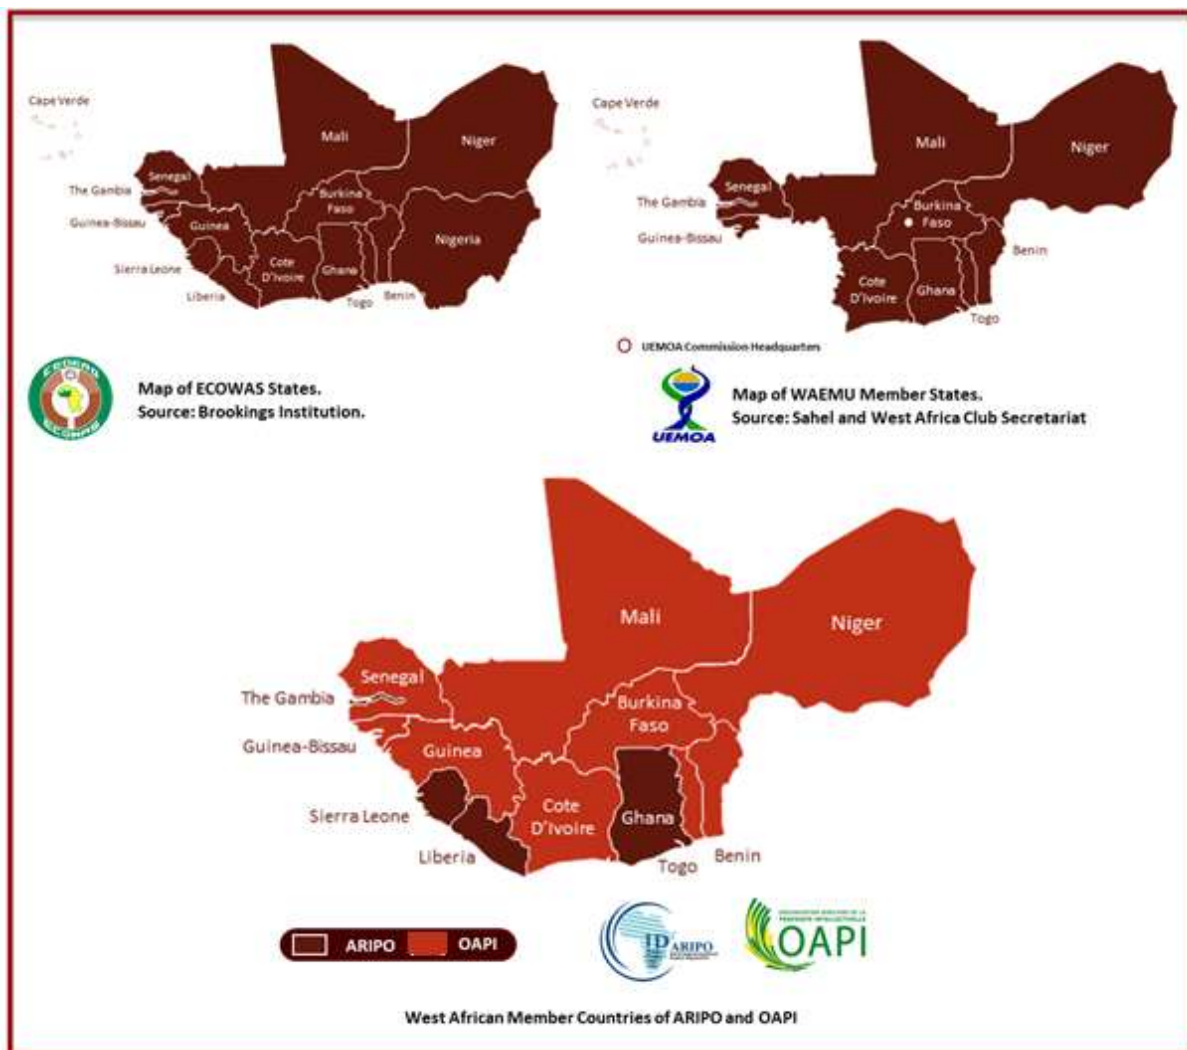 Cape Verde
Mali
Niger
Senegal
The Gambia
Burkina
Faso
Guinea-Bissau
Guinea
Nigeria
Sierra Leone
Cote
D'Ivoire
Ghana
Liberia
Togo
Benin
ECOWAS
Map of ECOWAS States.
Source: Brookings Institution.
Cape Verde
Mali
Niger
Senegal
The Gambia
Burkina
Faso
Guinea-Bissau
Benin
Cote
D'Ivoire
Ghana
Togo
UEMOA Commission Headquarters
UEMOA
Map of WAEMU Member States.
Source: Sahel and West Africa Club Secretariat
Mali
Niger
Senegal
The Gambia
Burkina
Faso
Guinea-Bissau
Guinea
Sierra Leone
Cote
D'Ivoire
Ghana
Liberia
Togo
Benin
ARIPO OAPI
IP ARIPO
OAPI
West African Member Countries of ARIPO and OAPI